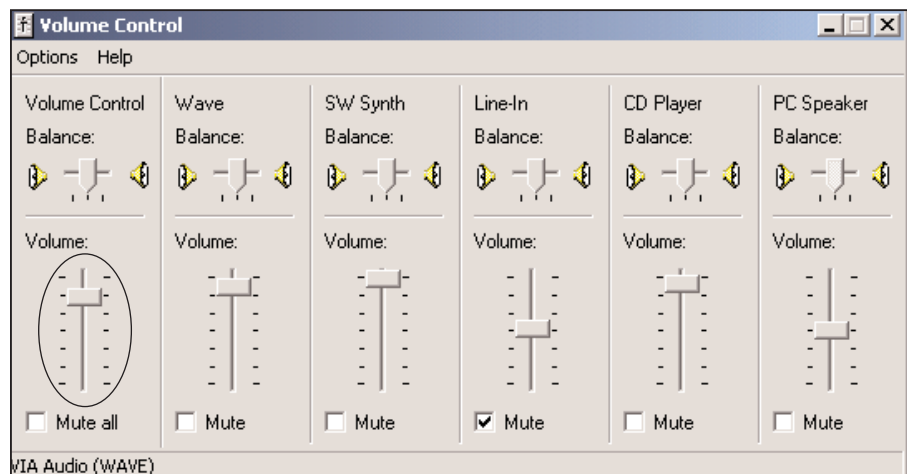 Volume Control
Options Help
Volume Control Wave SW Synth Line-In CD Player PC Speaker
Balance: Balance: Balance: Balance: Balance: Balance:
Volume: Volume: Volume: Volume: Volume: Volume:
Mute all Mute Mute Mute Mute Mute
VIA Audio (WAVE)